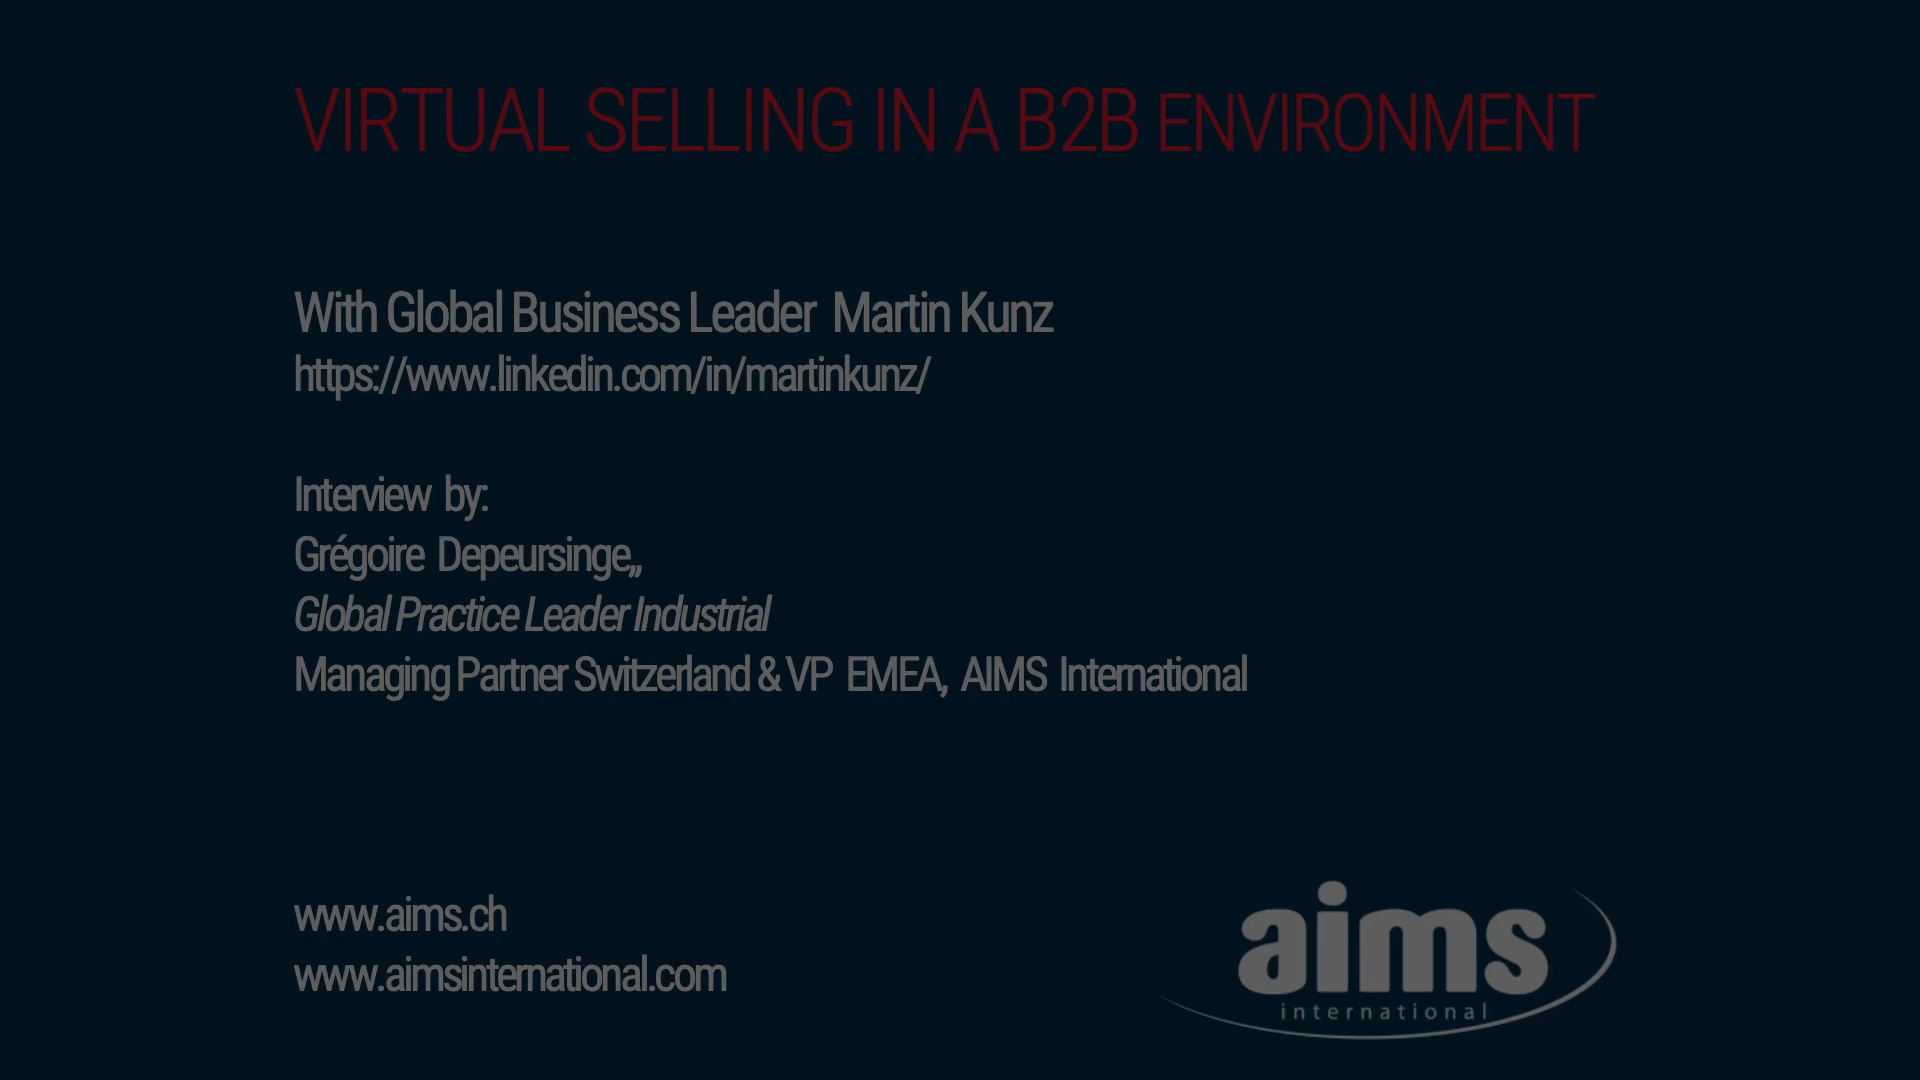 VIRTUAL SELLING IN A B2B ENVIRONMENT
With Global Business Leader Martin Kunz
https://www.linkedin.com/in/martinkunz/
Interview by:
Grégoire Depeursinge,,
Global Practice Leader Industrial
Managing Partner Switzerland & VP EMEA, AIMS International
www.aims.ch
www.aimsinternational.com
aims
international